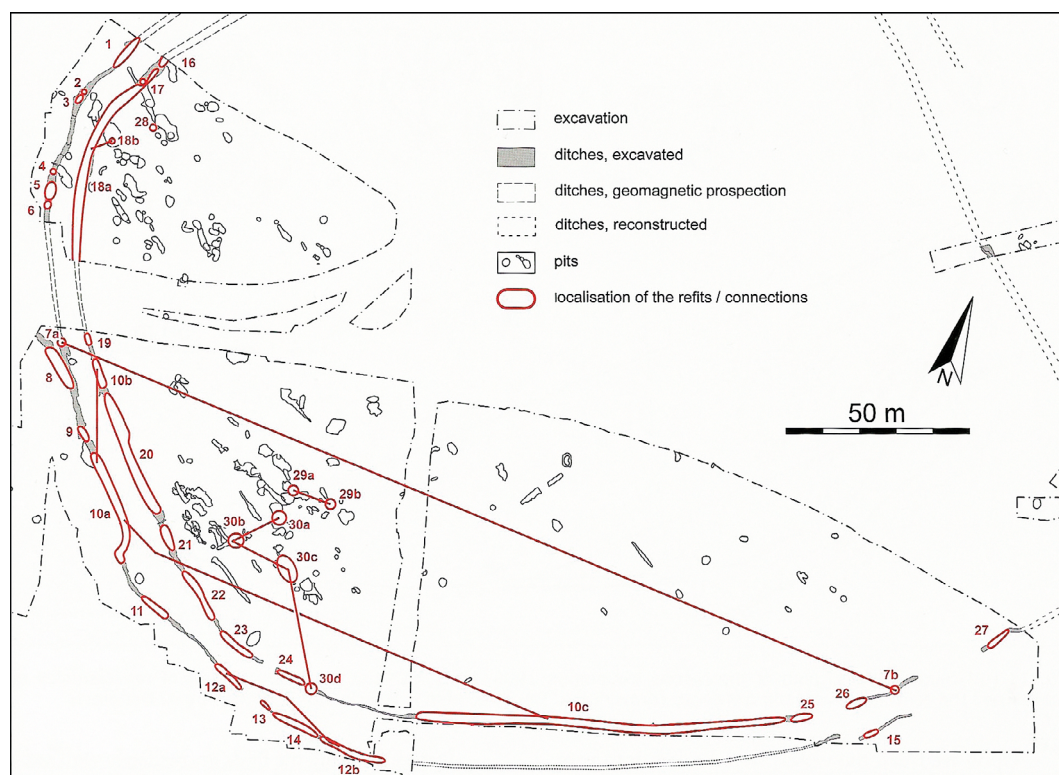 1
16
2
3
17
28
18b
4
5
18a
6
excavation
ditches, excavated
ditches, geomagnetic prospection
ditches, reconstructed
pits
localisation of the refits / connections
N
50 m
7a
19
8
10b
9
20
29a
29b
10a
30b
30a
21
30c
22
11
23
24
12a
30d
13
14
12b
10c
25
26
7b
27
15